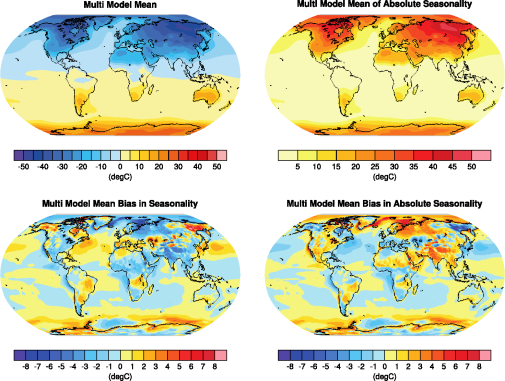 Multi Model Mean
Multi Model Mean of Absolute Seasonality
-50 -40 -30 -20 -10 0 10 20 30 40 50
(degC)
5 10 15 20 25 30 35 40 45 50
(degC)
Multi Model Mean Bias in Seasonality
Multi Model Mean Bias in Absolute Seasonality
-8 -7 -6 -5 -4 -3 -2 -1 0 1 2 3 4 5 6 7 8
(degC)
-8 -7 -6 -5 -4 -3 -2 -1 0 1 2 3 4 5 6 7 8
(degC)